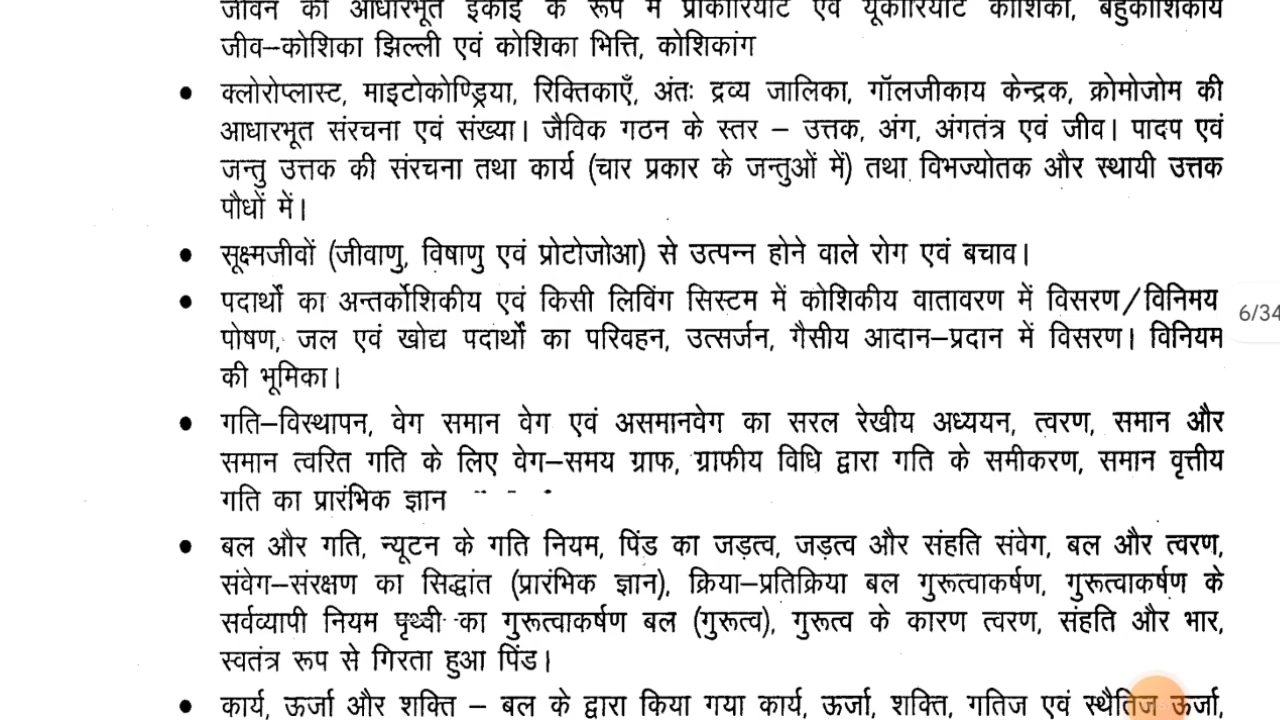 जीवन की आधारभूत इकाई के रूप में प्रोकैरियोट एवं यूकैरियोट कोशिका, बहुकोशिकीय
जीव–कोशिका झिल्ली एवं कोशिका भित्ति, कोशिकांग
• क्लोरोप्लास्ट, माइटोकोण्ड्रिया, रिक्तिकाएँ, अंतः द्रव्य जालिका, गॉलजीकाय केन्द्रक, क्रोमोजोम की
आधारभूत संरचना एवं संख्या। जैविक गठन के स्तर – उत्तक, अंग, अंगतंत्र एवं जीव। पादप एवं
जन्तु उत्तक की संरचना तथा कार्य (चार प्रकार के जन्तुओं में) तथा विभज्योतक और स्थायी उत्तक
पौधों में।
• सूक्ष्मजीवों (जीवाणु, विषाणु एवं प्रोटोजोआ) से उत्पन्न होने वाले रोग एवं बचाव।
• पदार्थो का अन्तर्कोशिकीय एवं किसी लिविंग सिस्टम में कोशिकीय वातावरण में विसरण/विनिमय
पोषण, जल एवं खोद्य पदार्थों का परिवहन, उत्सर्जन, गैसीय आदान–प्रदान में विसरण। विनियम
की भूमिका।
6/34
• गति–विस्थापन, वेग समान वेग एवं असमानवेग का सरल रेखीय अध्ययन, त्वरण, समान और
समान त्वरित गति के लिए वेग–समय ग्राफ, ग्राफीय विधि द्वारा गति के समीकरण, समान वृत्तीय
गति का प्रारंभिक ज्ञान
• बल और गति, न्यूटन के गति नियम, पिंड का जड़त्व, जड़त्व और संहति संवेग, बल और त्वरण,
संवेग–संरक्षण का सिद्धांत (प्रारंभिक ज्ञान), क्रिया–प्रतिक्रिया बल गुरूत्वाकर्षण, गुरूत्वाकर्षण के
सर्वव्यापी नियम पृथ्वी का गुरूत्वाकर्षण बल (गुरूत्व), गुरूत्व के कारण त्वरण, संहति और भार,
स्वतंत्र रूप से गिरता हुआ पिंड।
• कार्य, ऊर्जा और शक्ति – बल के द्वारा किया गया कार्य, ऊर्जा, शक्ति, गतिज एवं स्थैतिज ऊर्जा,